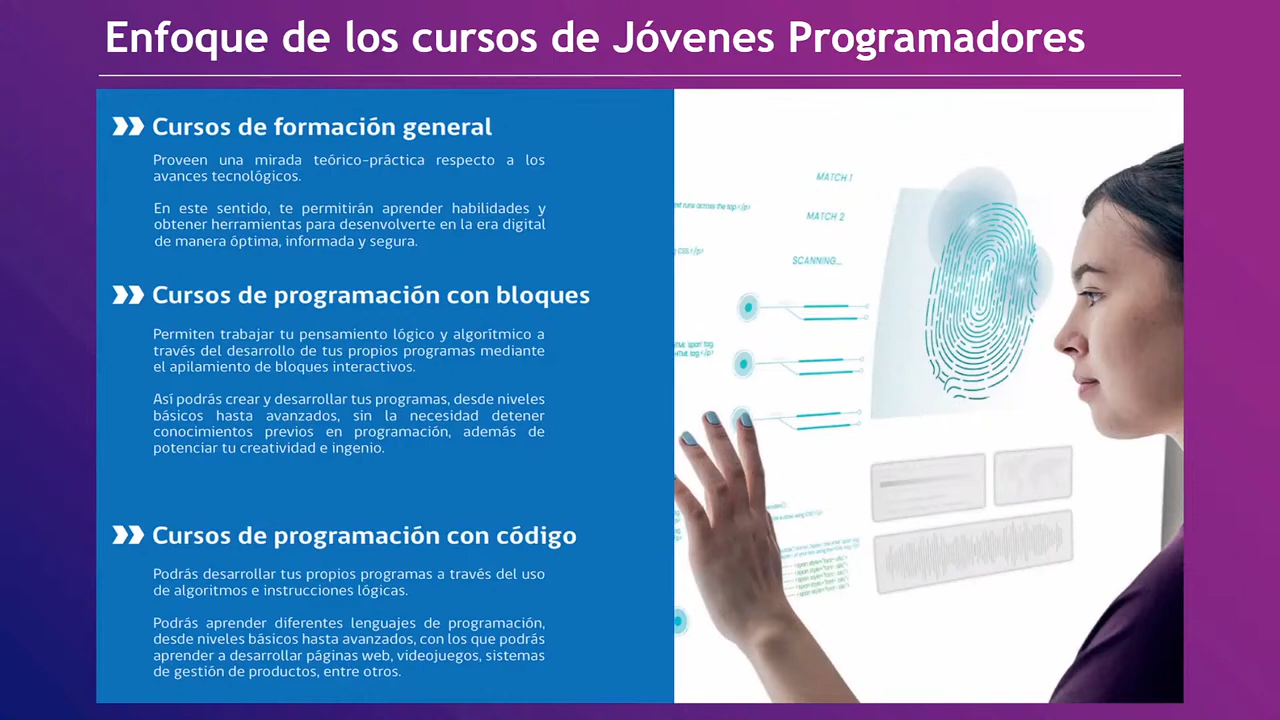 Enfoque de los cursos de Jóvenes Programadores
Cursos de formación general
Proveen una mirada teórico-práctica respecto a los
avances tecnológicos.
En este sentido, te permitirán aprender habilidades y
obtener herramientas para desenvolverte en la era digital
de manera óptima, informada y segura.
Cursos de programación con bloques
Permiten trabajar tu pensamiento lógico y algorítmico a
través del desarrollo de tus propios programas mediante
el apilamiento de bloques interactivos.
Así podrás crear y desarrollar tus programas, desde niveles
básicos hasta avanzados, sin la necesidad detener
conocimientos previos en programación, además de
potenciar tu creatividad e ingenio.
Cursos de programación con código
Podrás desarrollar tus propios programas a través del uso
de algoritmos e instrucciones lógicas.
Podrás aprender diferentes lenguajes de programación,
desde niveles básicos hasta avanzados, con los que podrás
aprender a desarrollar páginas web, videojuegos, sistemas
de gestión de productos, entre otros.
MATCH 1
MATCH 2
SCANNING...